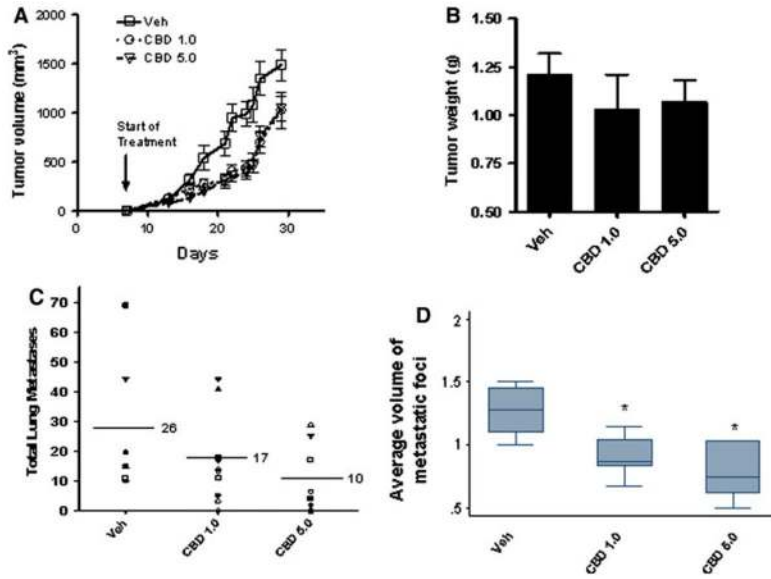 A
Tumor volume (mm³)
2000
1500
1000
500
0
Veh
CBD 1.0
CBD 5.0
Start of
Treatment
0
10
20
30
Days
B
Tumor weight (g)
1.50
1.25
1.00
0.75
0.50
Veh
CBD 1.0
CBD 5.0
C
Total Lung Metastases
70
60
50
40
30
20
10
0
26
17
10
Veh
CBD 1.0
CBD 5.0
D
Average volume of
metastatic foci
2
1.5
1
.5
*
*
Veh
CBD 1.0
CBD 5.0